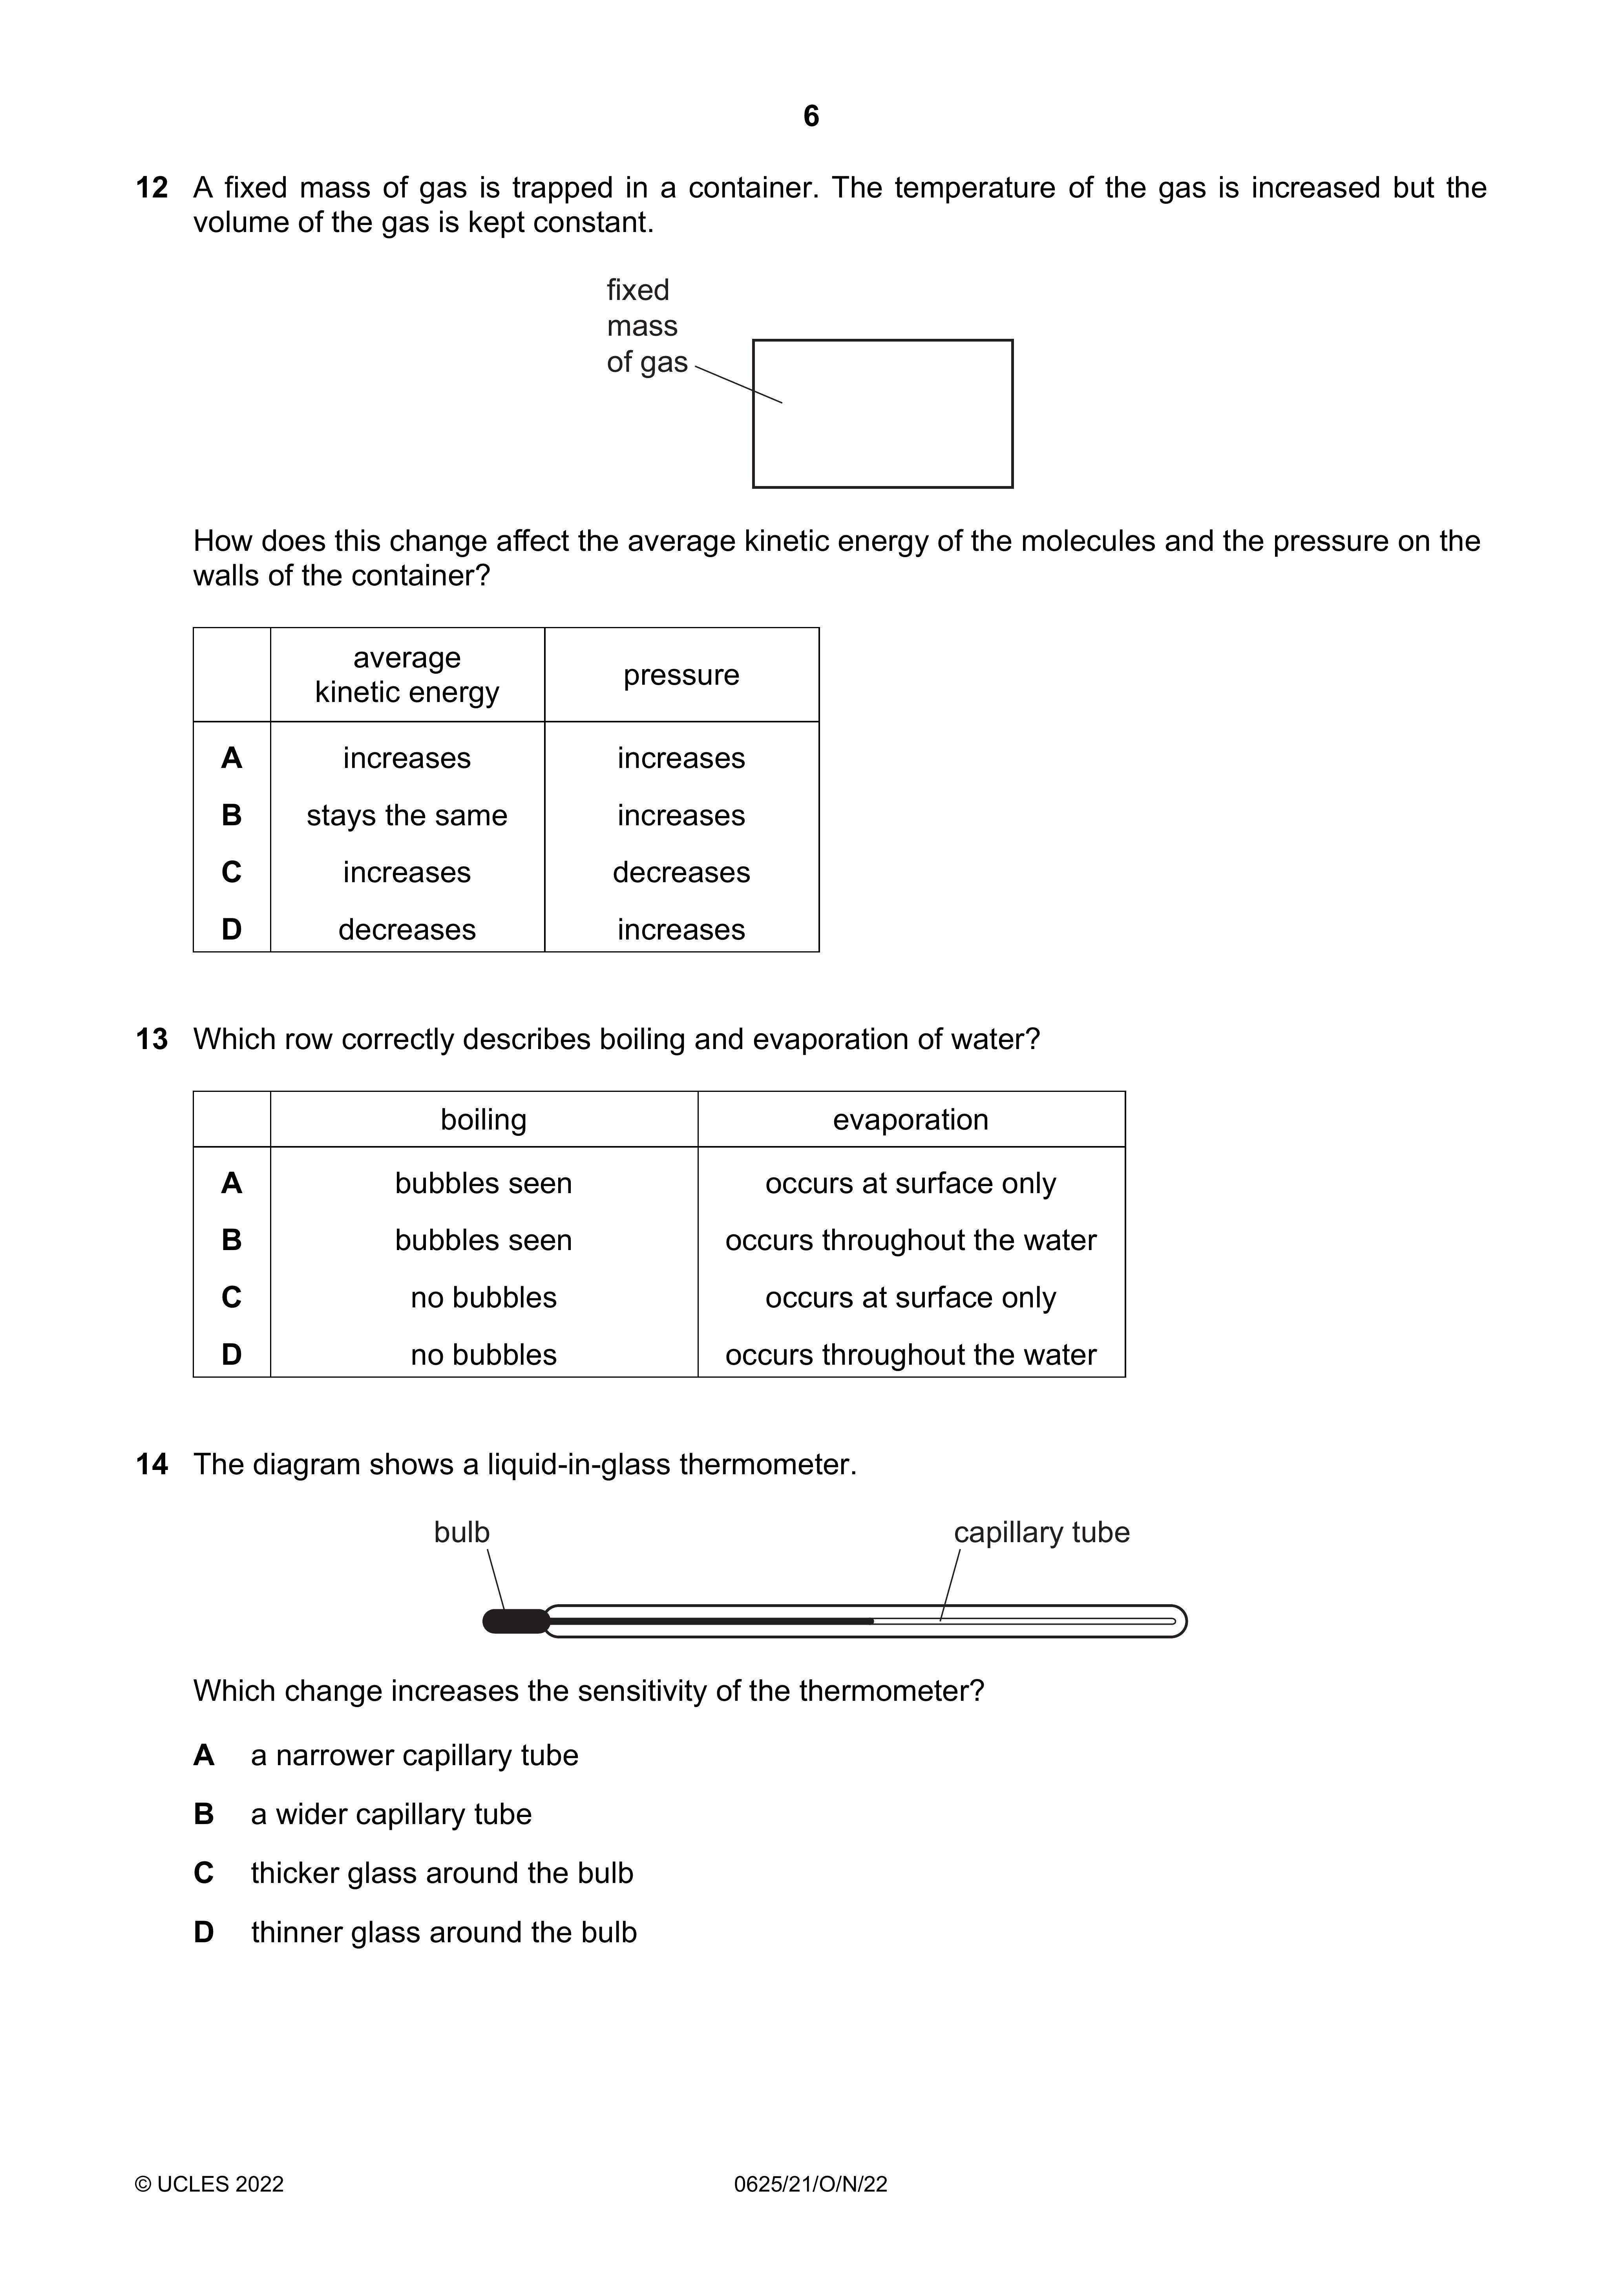 6
12 A fixed mass of gas is trapped in a container. The temperature of the gas is increased but the
volume of the gas is kept constant.
fixed
mass
of gas
How does this change affect the average kinetic energy of the molecules and the pressure on the
walls of the container?
average
kinetic energy
pressure
A increases increases
B stays the same increases
C increases decreases
D decreases increases
13 Which row correctly describes boiling and evaporation of water?
boiling evaporation
A bubbles seen occurs at surface only
B bubbles seen occurs throughout the water
C no bubbles occurs at surface only
D no bubbles occurs throughout the water
14 The diagram shows a liquid-in-glass thermometer.
bulb capillary tube
Which change increases the sensitivity of the thermometer?
A a narrower capillary tube
B a wider capillary tube
C thicker glass around the bulb
D thinner glass around the bulb
© UCLES 2022 0625/21/O/N/22